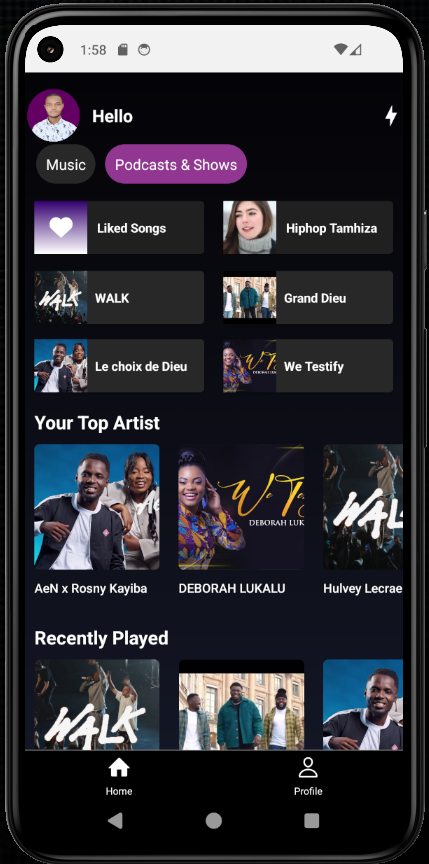 1:58
Hello
Music Podcasts & Shows
Liked Songs Hiphop Tamhiza
WALK WALK Grand Dieu
Le choix de Dieu We Testify
Your Top Artist
We Te
DEBORAH LUK
WAL
AeN x Rosny Kayiba DEBORAH LUKALU Hulvey Lecrae
Recently Played
WALK
Home Profile